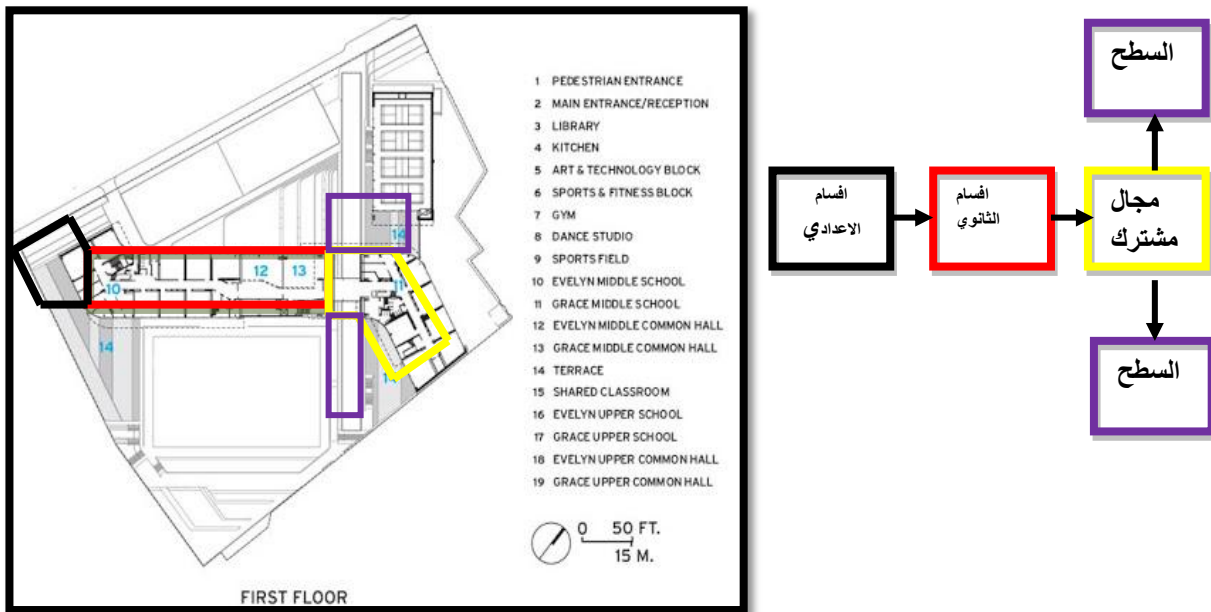 1 PEDESTRIAN ENTRANCE
2 MAIN ENTRANCE/RECEPTION
3 LIBRARY
4 KITCHEN
5 ART & TECHNOLOGY BLOCK
6 SPORTS & FITNESS BLOCK
7 GYM
8 DANCE STUDIO
9 SPORTS FIELD
10 EVELYN MIDDLE SCHOOL
11 GRACE MIDDLE SCHOOL
12 EVELYN MIDDLE COMMON HALL
13 GRACE MIDDLE COMMON HALL
14 TERRACE
15 SHARED CLASSROOM
16 EVELYN UPPER SCHOOL
17 GRACE UPPER SCHOOL
18 EVELYN UPPER COMMON HALL
19 GRACE UPPER COMMON HALL
0 50 FT.
15 M.
14
12
13
10
11
14
14
FIRST FLOOR
السطح
اقسام
الاعدادي
اقسام
الثانوي
مجال
مشترك
السطح